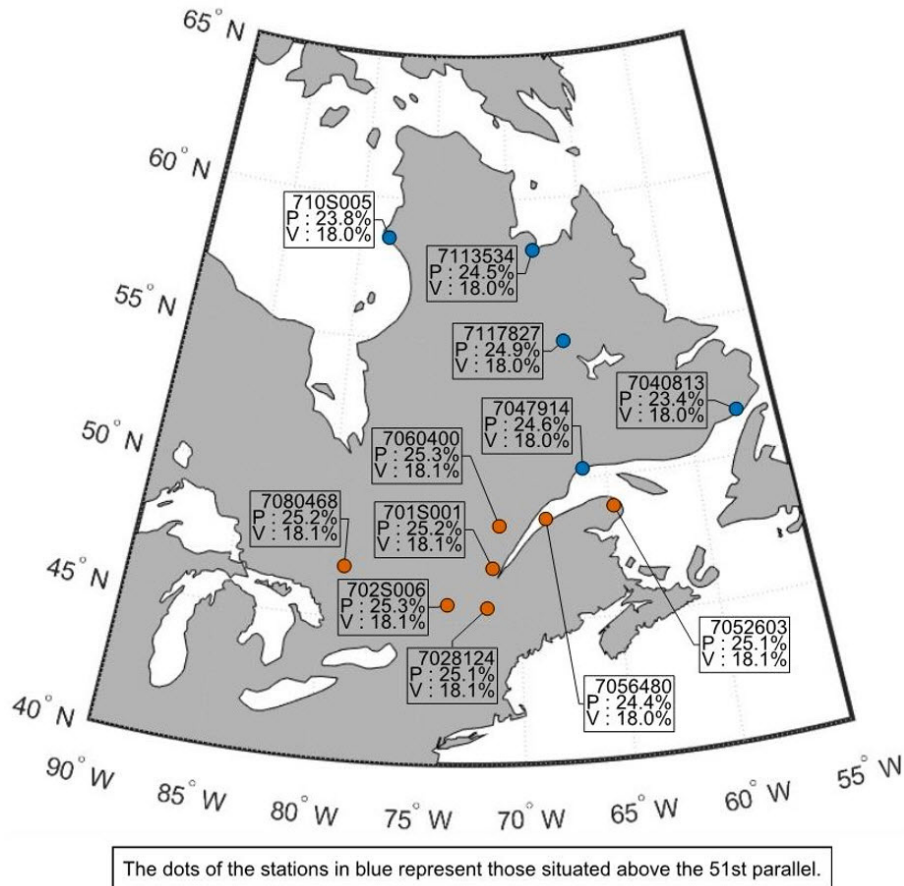 65° N
60° N
55° N
50° N
45° N
40° N
710S005
P : 23.8%
V : 18.0%
7113534
P : 24.5%
V : 18.0%
7117827
P : 24.9%
V : 18.0%
7040813
P : 23.4%
V : 18.0%
7047914
P : 24.6%
V : 18.0%
7060400
P : 25.3%
V : 18.1%
7080468
P : 25.2%
V : 18.1%
701S001
P : 25.2%
V : 18.1%
702S006
P : 25.3%
V : 18.1%
7028124
P : 25.1%
V : 18.1%
7052603
P : 25.1%
V : 18.1%
7056480
P : 24.4%
V : 18.0%
90° W
85° W
80° W
75° W
70° W
65° W
60° W
55° W
The dots of the stations in blue represent those situated above the 51st parallel.